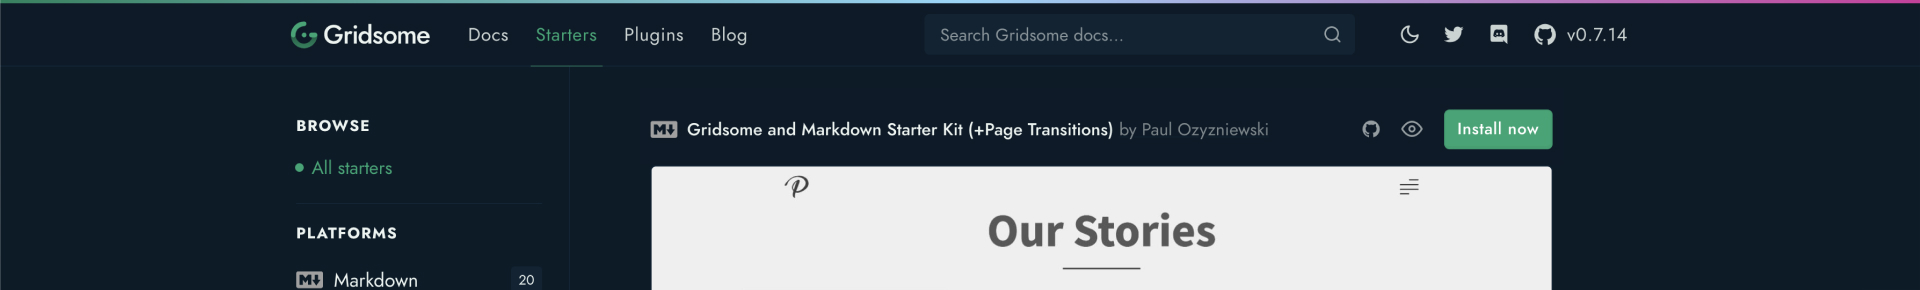 Gridsome Docs Starters Plugins Blog Search Gridsome docs... v0.7.14
BROWSE
All starters
PLATFORMS
Markdown 20
Gridsome and Markdown Starter Kit (+Page Transitions) by Paul Ozyzniewski Install now
P
Our Stories